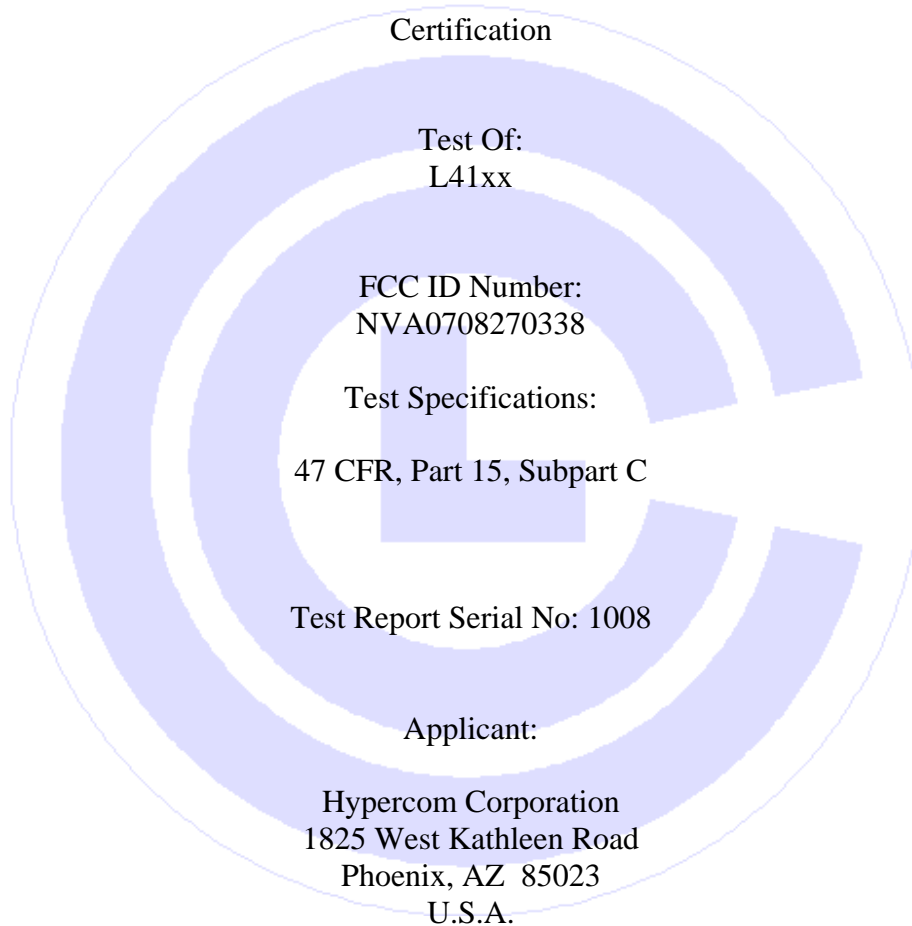 Certification
Test Of:
L41xx
FCC ID Number:
NVA0708270338
Test Specifications:
47 CFR, Part 15, Subpart C
Test Report Serial No: 1008
Applicant:
Hypercom Corporation
1825 West Kathleen Road
Phoenix, AZ 85023
U.S.A.